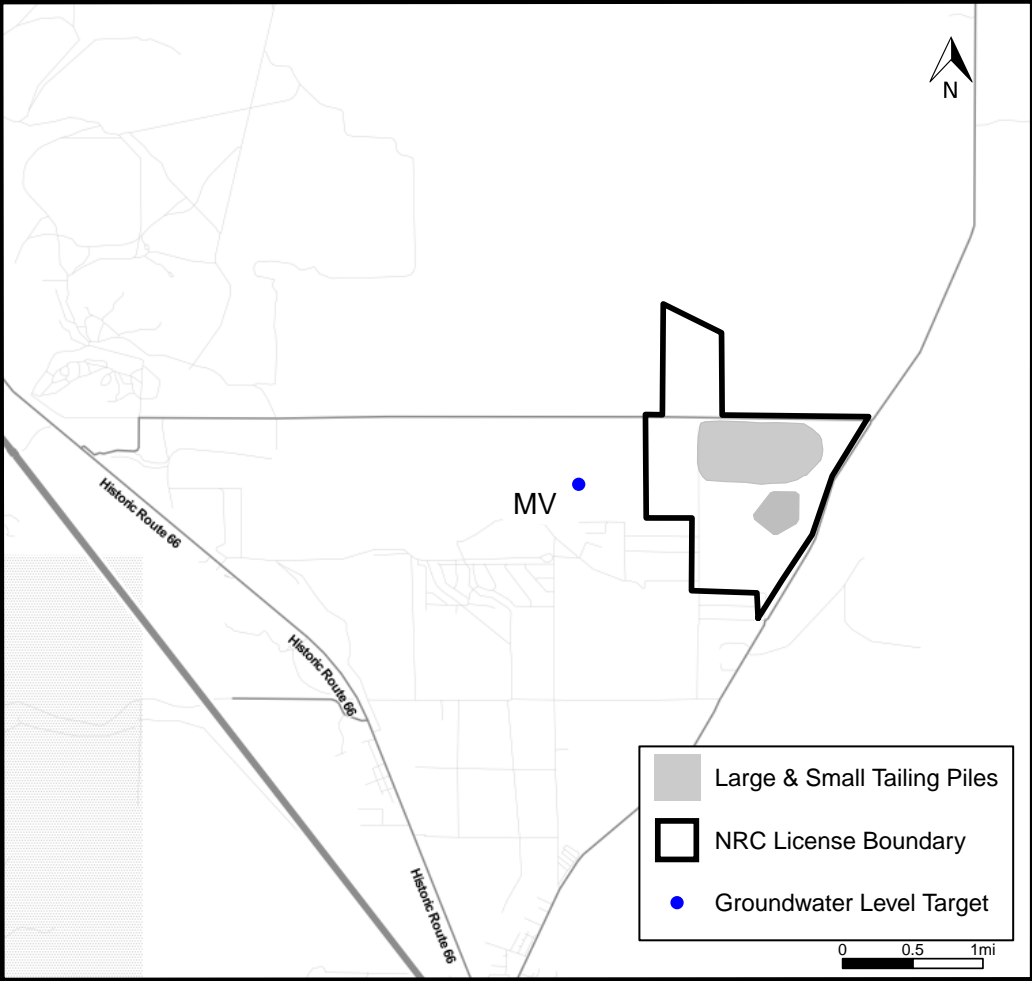 N
Historic Route 66
MV
Historic Route 66
Large & Small Tailing Piles
NRC License Boundary
Historic Route 66
Groundwater Level Target
0 0.5 1mi